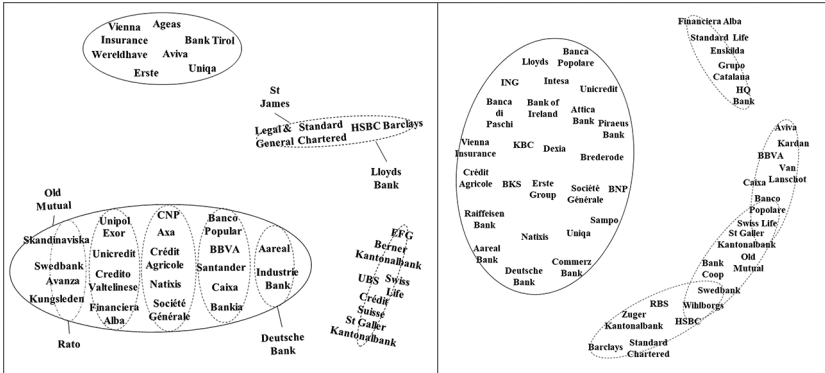 Vienna Ageas
Insurance Bank Tirol
Wereldhave Aviva
Erste Uniqa
St
James
Legal & Standard HSBC Barclays
General Chartered
Lloyds
Bank
Old
Mutual
Skandinaviska
Swedbank
Avanza
Kungsleden
Rato
Unipol
Exor
Unicredit
Credito
Valtelinese
Financiera
Alba
CNP
Axa
Crédit
Agricole
Natixis
Société
Générale
Banco
Popular
BBVA
Santander
Caixa
Bankia
Aareal
Industrie
Bank
Deutsche
Bank
EFG
Berner
Kantonalbank
UBS Swiss
Life
Crédit
Suisse
St Galler
Kantonalbank
Banca
Lloyds Popolare
ING Intesa
Unicredit
Banca Bank of
di Ireland Attica
Paschi Bank Piraeus
Bank
Vienna KBC Dexia
Insurance Brederode
Crédit
Agricole BKS Erste Société BNP
Group Générale
Raiffeisen Sampo
Bank Natixis Uniqa
Aareal
Bank Commerz
Deutsche Bank
Bank
Financiera Alba
Standard Life
Enskilda
Grupo
Catalana
HQ
Bank
Aviva
Kardan
BBVA
Van
Caixa Lanschot
Banco
Popolare
Swiss Life
St Galler
Kantonalbank
Old
Bank Mutual
Coop
Swedbank
RBS Wihlborgs
Zuger
Kantonalbank HSBC
Barclays Standard
Chartered